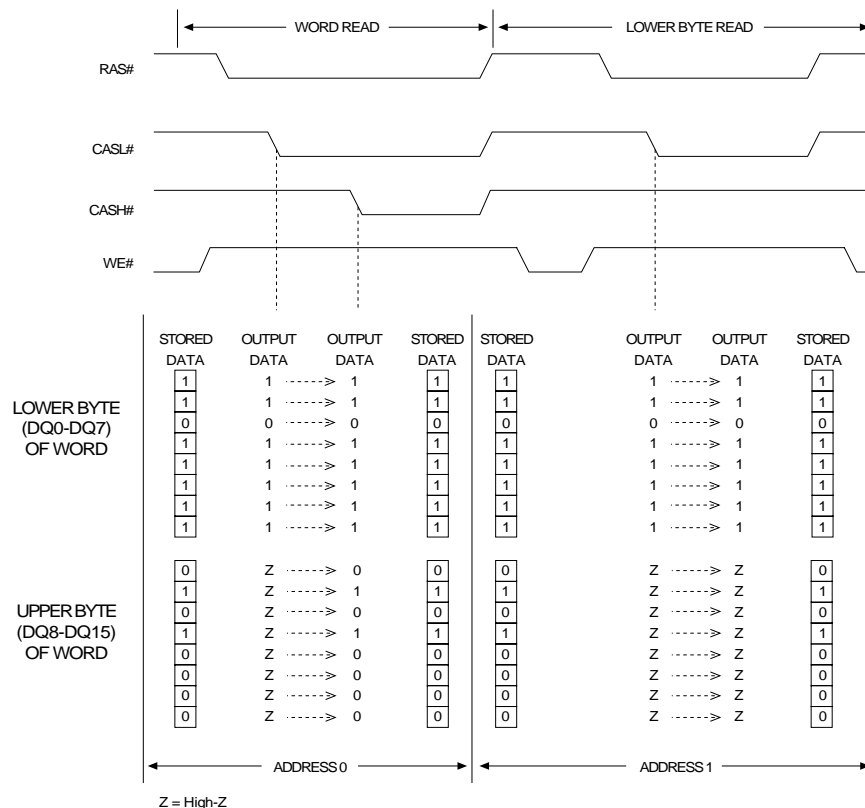 WORD READ LOWER BYTE READ
RAS#
CASL#
CASH#
WE#
STORED OUTPUT OUTPUT STORED STORED OUTPUT OUTPUT STORED
DATA DATA DATA DATA DATA DATA DATA DATA
1 1 1 1 1 1 1 1
1 1 1 1 1 1 1 1
0 0 0 0 0 0 0 0
1 1 1 1 1 1 1 1
1 1 1 1 1 1 1 1
1 1 1 1 1 1 1 1
1 1 1 1 1 1 1 1
1 1 1 1 1 1 1 1
LOWER BYTE
(DQ0-DQ7)
OF WORD
0 Z 0 0 0 Z Z 0
1 Z 1 1 1 Z Z 1
0 Z 0 0 0 Z Z 0
1 Z 1 1 1 Z Z 1
0 Z 0 0 0 Z Z 0
0 Z 0 0 0 Z Z 0
0 Z 0 0 0 Z Z 0
0 Z 0 0 0 Z Z 0
UPPER BYTE
(DQ8-DQ15)
OF WORD
ADDRESS 0 ADDRESS 1
Z = High-Z